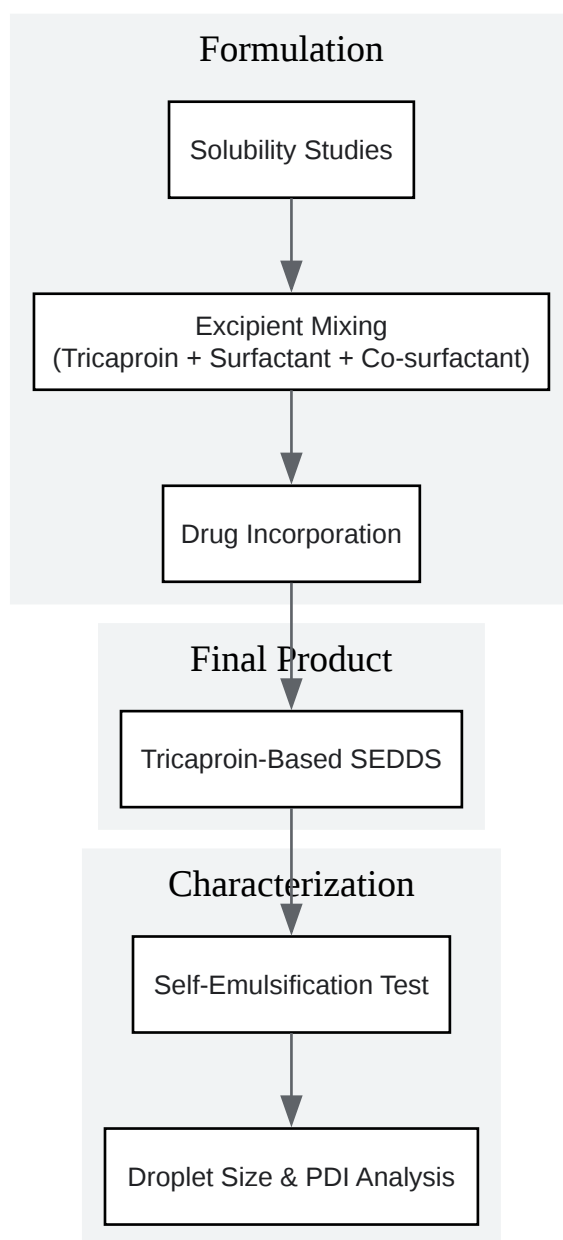 Formulation
Solubility Studies
Excipient Mixing
(Tricaproin + Surfactant + Co-surfactant)
Drug Incorporation
Final Product
Tricaproin-Based SEDDS
Characterization
Self-Emulsification Test
Droplet Size & PDI Analysis